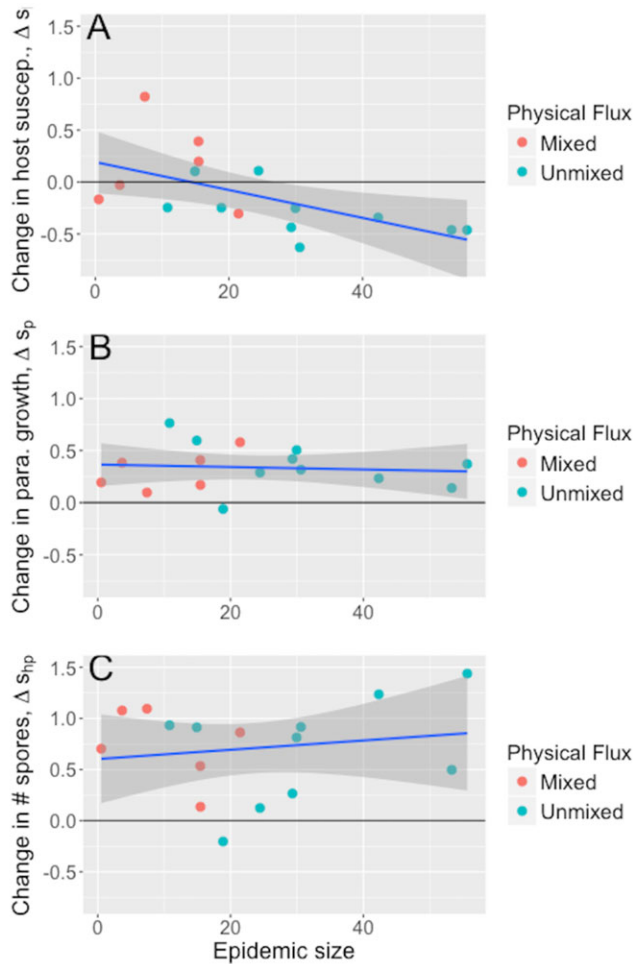 A
Change in host suscep., Δ s
1.5
1.0
0.5
0.0
-0.5
0
20
40
Physical Flux
Mixed
Unmixed
B
Change in para. growth, Δ sp
1.5
1.0
0.5
0.0
-0.5
0
20
40
Physical Flux
Mixed
Unmixed
C
Change in # spores, Δ shp
1.5
1.0
0.5
0.0
-0.5
0
20
40
Epidemic size
Physical Flux
Mixed
Unmixed